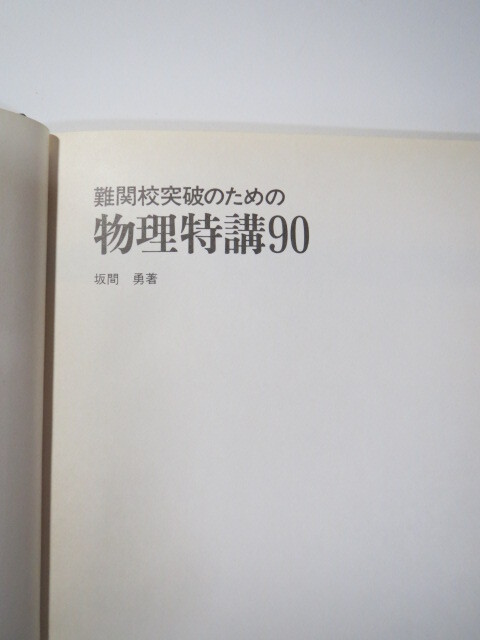 難関校突破のための
物理特講90
坂間　勇著